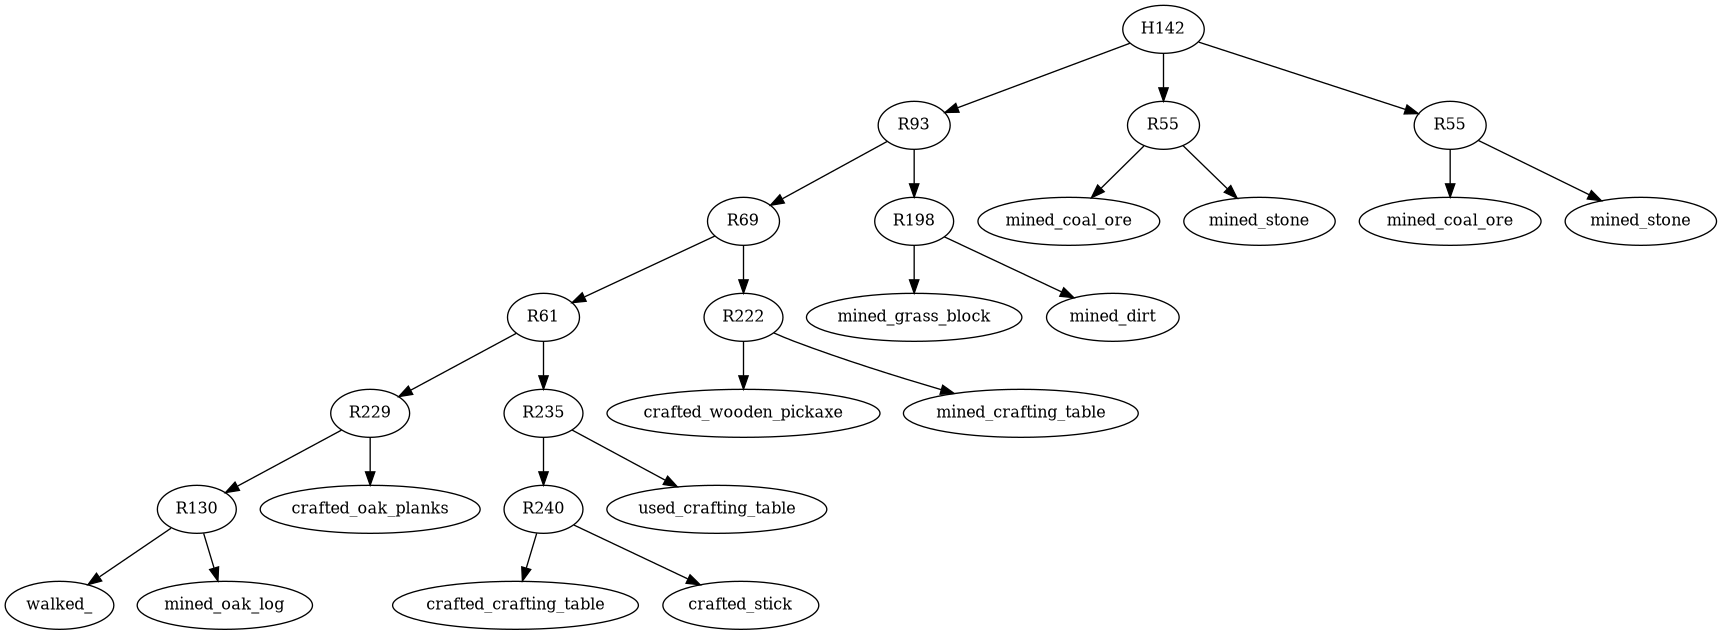 H142
R93
R55
R55
R69
R198
mined_coal_ore
mined_stone
mined_coal_ore
mined_stone
R61
R222
mined_grass_block
mined_dirt
R229
R235
crafted_wooden_pickaxe
mined_crafting_table
R130
crafted_oak_planks
R240
used_crafting_table
walked_
mined_oak_log
crafted_crafting_table
crafted_stick